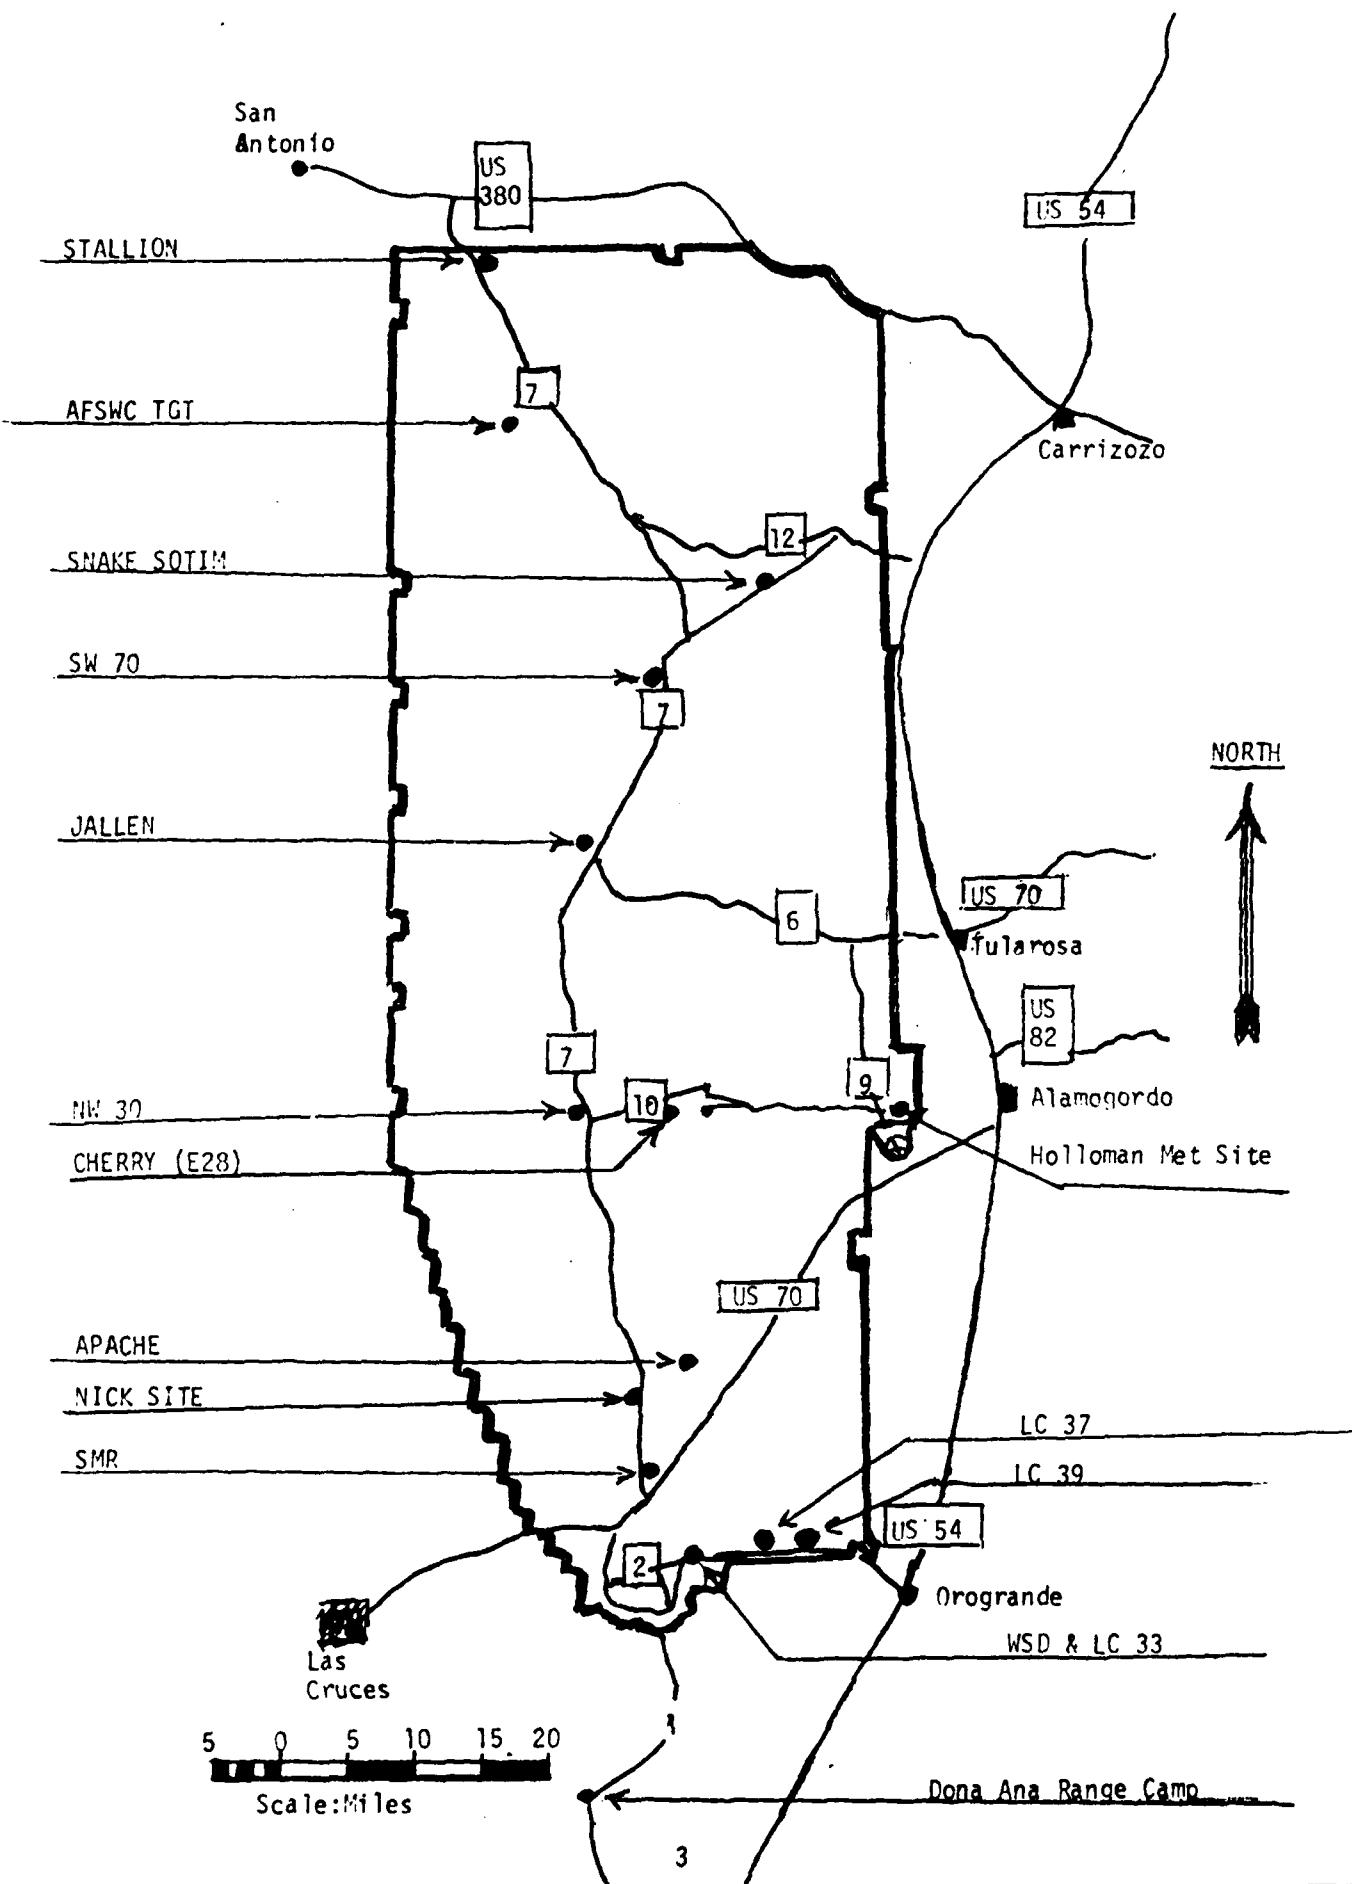 San
Antonio
US
380
US 54
STALLION
7
AFSWC TGT
Carrizozo
12
SNAKE SOTIM
SW 70
7
NORTH
JALLEN
US 70
6
Tularosa
US
82
7
9
10
NW 30
Alamogordo
CHERRY (E28)
Holloman Met Site
US 70
APACHE
NICK SITE
LC 37
SMR
LC 39
US 54
2
Orogrande
WSD & LC 33
Las
Cruces
5 0 5 10 15 20
Scale:Miles
Dona Ana Range Camp
3